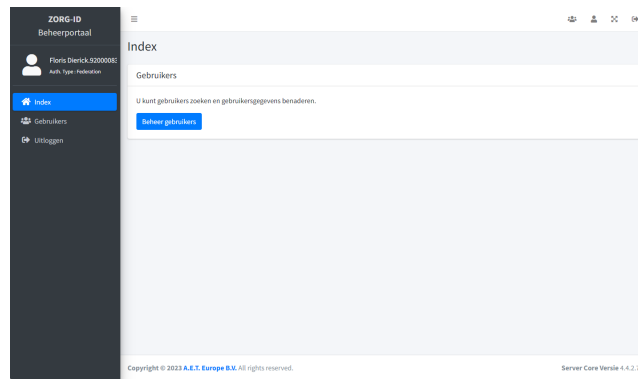 ZORG-ID
Beheerportaal
Floris Dierick.9200008
Auth. Type : Federation
Index
Gebruikers
Uitloggen
Index
Gebruikers
U kunt gebruikers zoeken en gebruikersgegevens benaderen.
Beheer gebruikers
Copyright © 2023 A.E.T. Europe B.V. All rights reserved.
Server Core Versie 4.4.2.